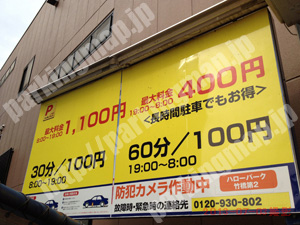 P
最大料金 1,100円
8:00〜19:00
最大料金 400円
19:00〜8:00
<長時間駐車でもお得>
30分/100円
8:00〜19:00
60分/100円
19:00〜8:00
防犯カメラ作動中
ハローパーク
竹橋第2
故障時・緊急時の連絡先 0120-930-802
parkingmap.jp